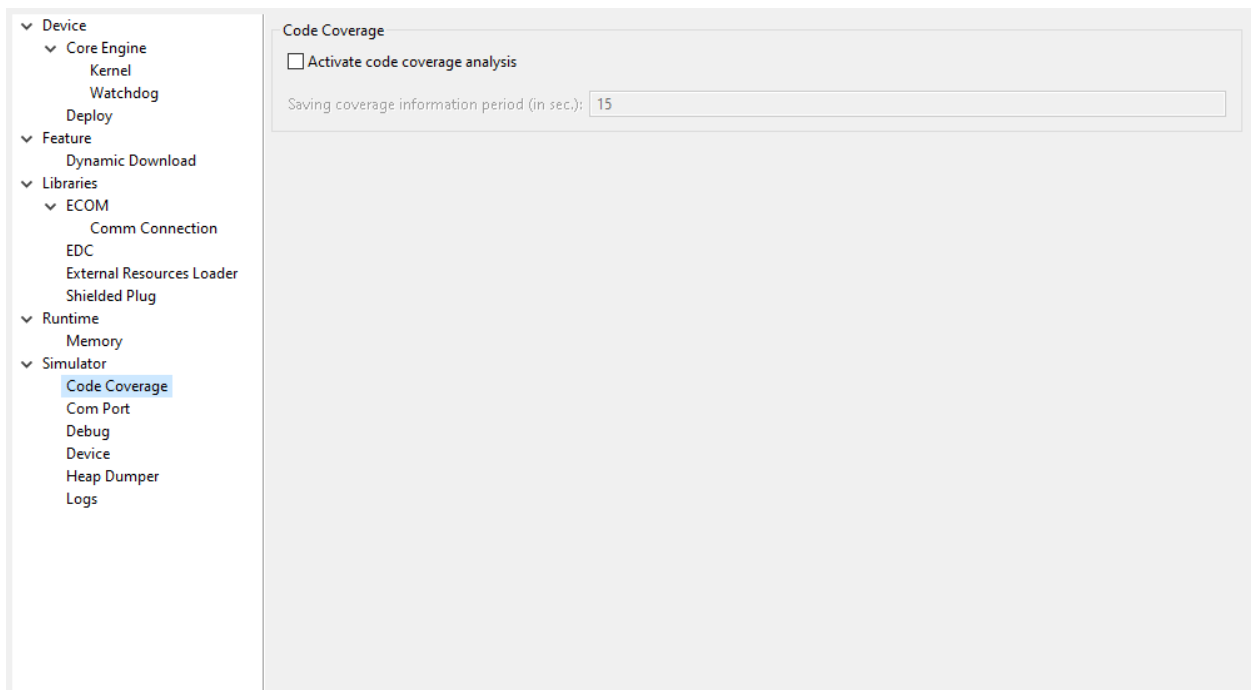 Device
Core Engine
Kernel
Watchdog
Deploy
Feature
Dynamic Download
Libraries
ECOM
Comm Connection
EDC
External Resources Loader
Shielded Plug
Runtime
Memory
Simulator
Code Coverage
Com Port
Debug
Device
Heap Dumper
Logs
Code Coverage
Activate code coverage analysis
Saving coverage information period (in sec.): 15